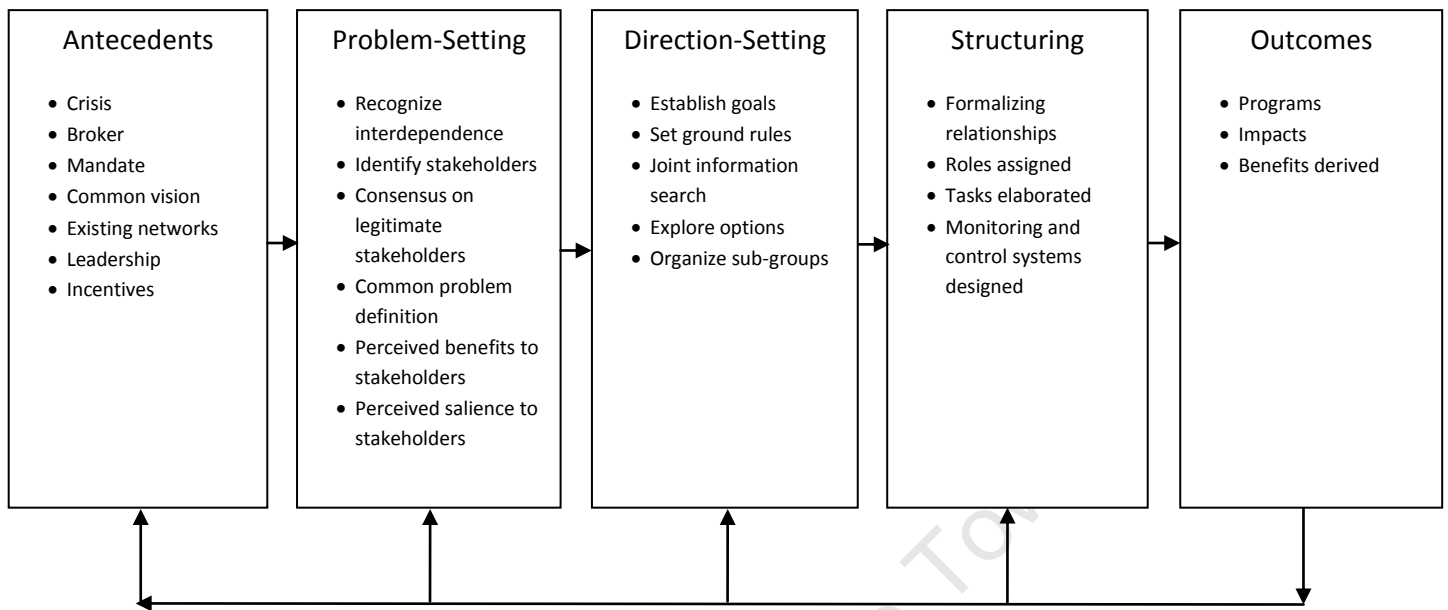 Antecedents
• Crisis
• Broker
• Mandate
• Common vision
• Existing networks
• Leadership
• Incentives
Problem-Setting
• Recognize
interdependence
• Identify stakeholders
• Consensus on
legitimate
stakeholders
• Common problem
definition
• Perceived benefits to
stakeholders
• Perceived salience to
stakeholders
Direction-Setting
• Establish goals
• Set ground rules
• Joint information
search
• Explore options
• Organize sub-groups
Structuring
• Formalizing
relationships
• Roles assigned
• Tasks elaborated
• Monitoring and
control systems
designed
Outcomes
• Programs
• Impacts
• Benefits derived